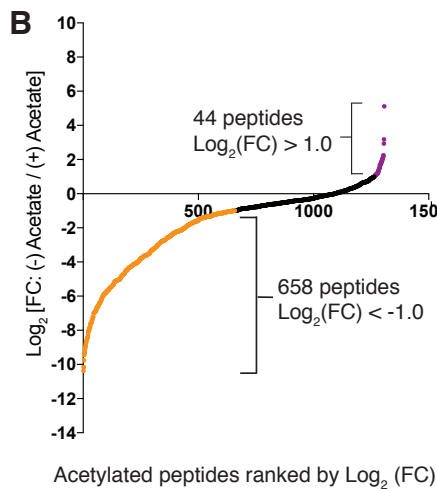 B
Log2 [FC: (-) Acetate / (+) Acetate]
10
8
6
4
2
0
-2
-4
-6
-8
-10
-12
-14
500
1000
150
44 peptides
Log2(FC) > 1.0
658 peptides
Log2(FC) < -1.0
Acetylated peptides ranked by Log2 (FC)